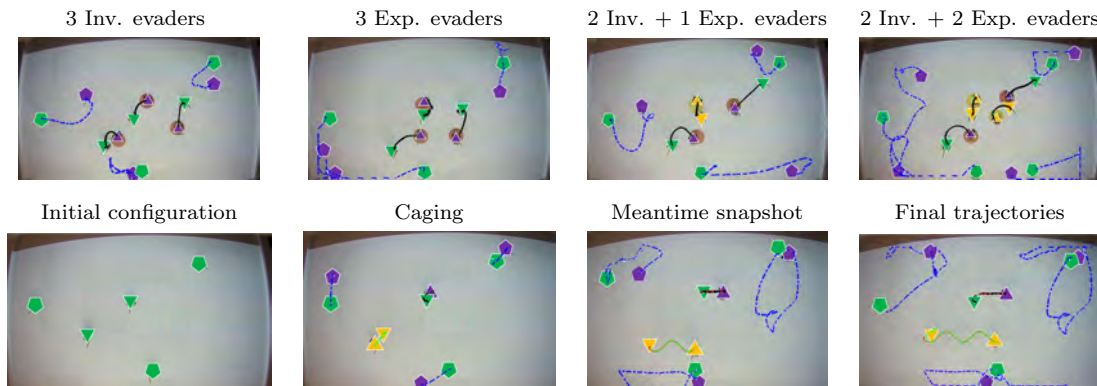 3 Inv. evaders
3 Exp. evaders
2 Inv. + 1 Exp. evaders
2 Inv. + 2 Exp. evaders
Initial configuration
Caging
Meantime snapshot
Final trajectories